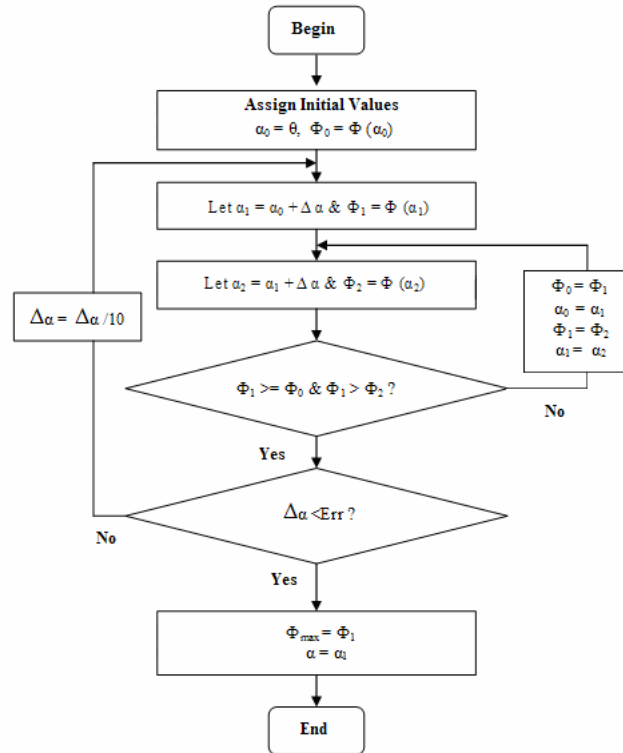 Begin
Assign Initial Values
α₀ = θ, Φ₀ = Φ (α₀)
Let α₁ = α₀ + Δ α & Φ₁ = Φ (α₁)
Let α₂ = α₁ + Δ α & Φ₂ = Φ (α₂)
Φ₀ = Φ₁
α₀ = α₁
Φ₁ = Φ₂
α₁ = α₂
Δα = Δα /10
Φ₁ >= Φ₀ & Φ₁ > Φ₂ ?
No
Yes
Δα <Err ?
No
Yes
Φmax = Φ₁
α = α₁
End